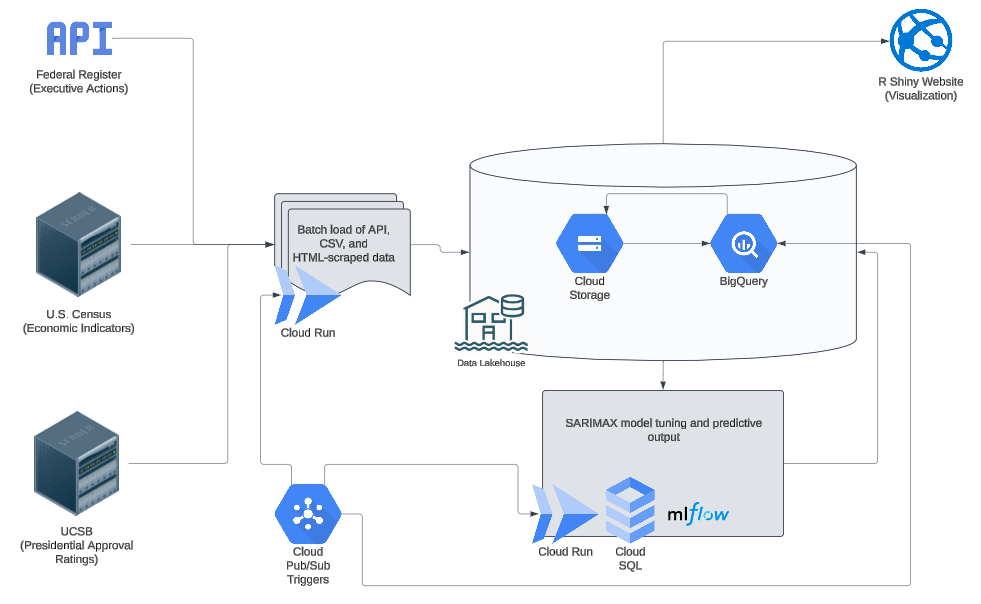 API
Federal Register
(Executive Actions)
R Shiny Website
(Visualization)
SERVER
U.S. Census
(Economic Indicators)
Batch load of API,
CSV, and
HTML-scraped data
Cloud Run
Cloud
Storage
BigQuery
Data Lakehouse
SARIMAX model tuning and predictive
output
SERVER
UCSB
(Presidential Approval
Ratings)
Cloud
Pub/Sub
Triggers
Cloud Run
Cloud
SQL
mlflow